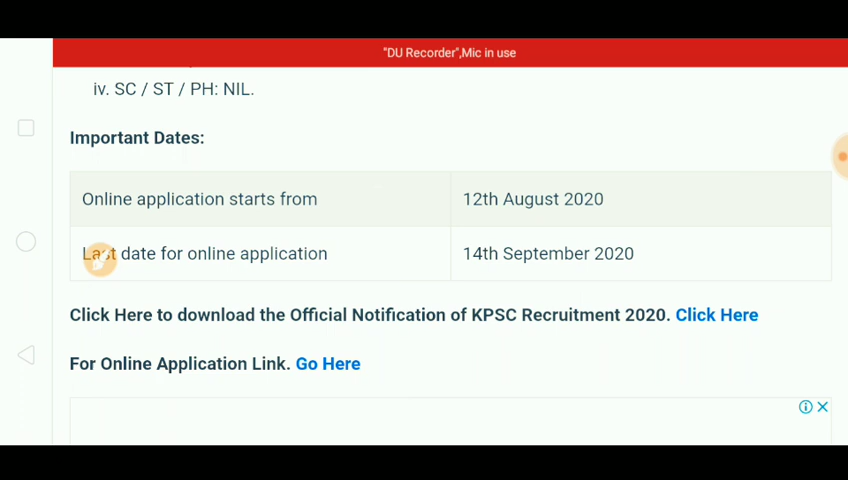 "DU Recorder",Mic in use
iv. SC / ST / PH: NIL.
Important Dates:
Online application starts from 12th August 2020
Last date for online application 14th September 2020
Click Here to download the Official Notification of KPSC Recruitment 2020. Click Here
For Online Application Link. Go Here